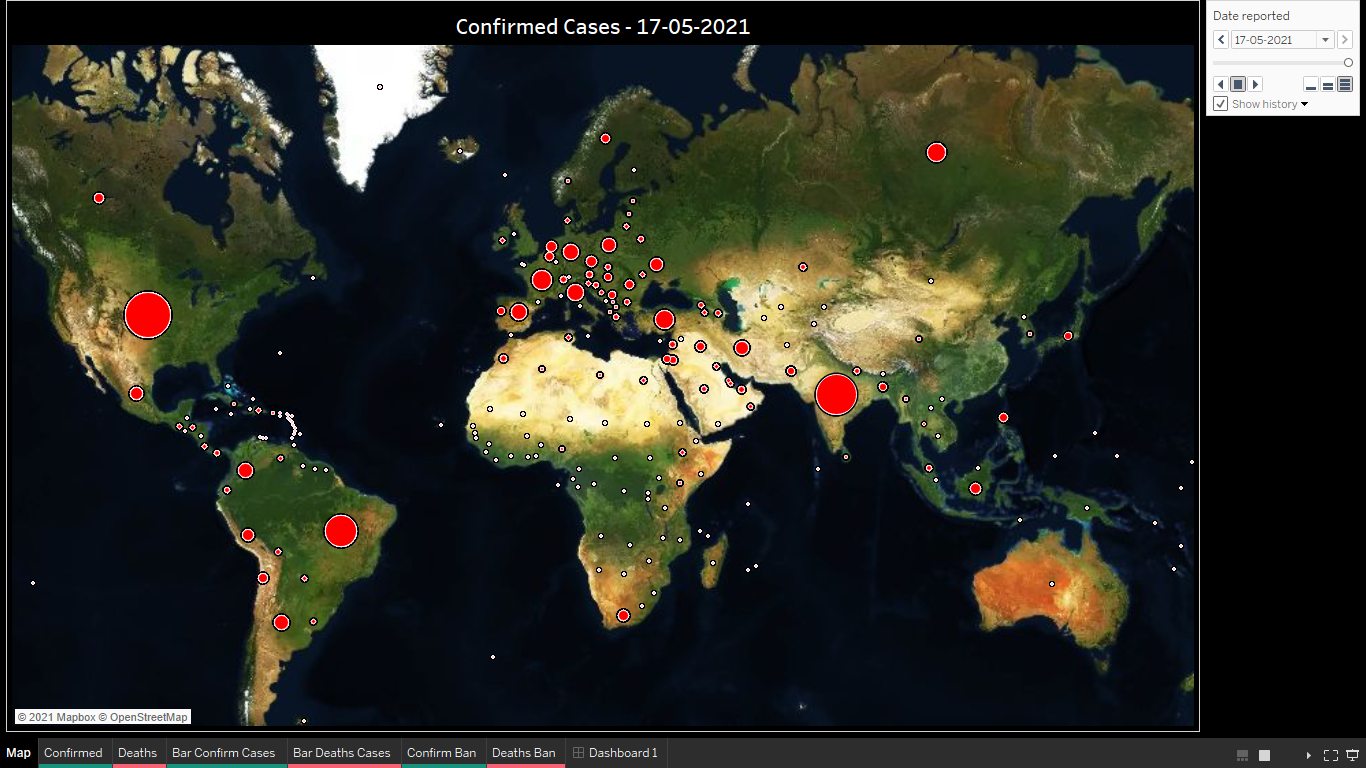 Confirmed Cases - 17-05-2021
Date reported
17-05-2021
Show history
© 2021 Mapbox © OpenStreetMap
Map
Confirmed
Deaths
Bar Confirm Cases
Bar Deaths Cases
Confirm Ban
Deaths Ban
Dashboard 1